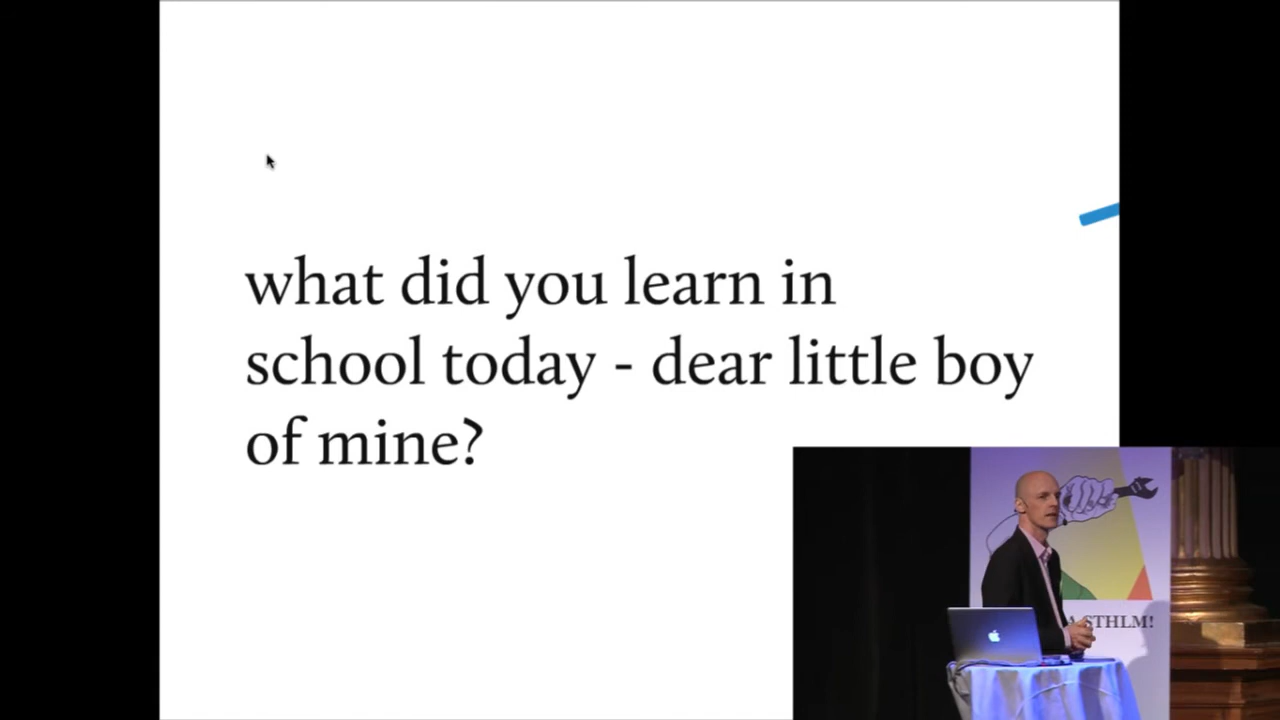 what did you learn in
school today - dear little boy
of mine?
STHLM!